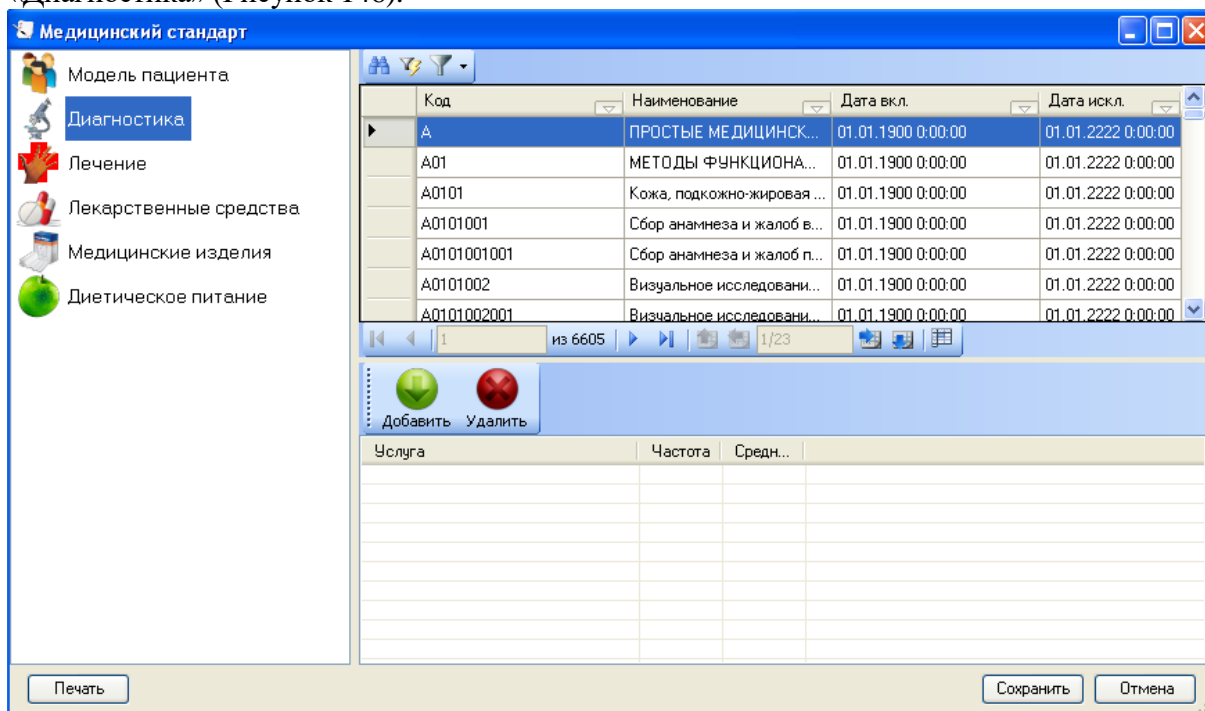 «Диагностика» (Рисунок 146).
Медицинский стандарт
Модель пациента
Диагностика
Лечение
Лекарственные средства
Медицинские изделия
Диетическое питание
Код Наименование Дата вкл. Дата искл.
A ПРОСТЫЕ МЕДИЦИНСК... 01.01.1900 0:00:00 01.01.2222 0:00:00
A01 МЕТОДЫ ФУНКЦИОНА... 01.01.1900 0:00:00 01.01.2222 0:00:00
A0101 Кожа, подкожно-жировая ... 01.01.1900 0:00:00 01.01.2222 0:00:00
A0101001 Сбор анамнеза и жалоб в... 01.01.1900 0:00:00 01.01.2222 0:00:00
A0101001001 Сбор анамнеза и жалоб п... 01.01.1900 0:00:00 01.01.2222 0:00:00
A0101002 Визуальное исследовани... 01.01.1900 0:00:00 01.01.2222 0:00:00
A0101002001 Визуальное исследовани... 01.01.1900 0:00:00 01.01.2222 0:00:00
1 из 6605 1/23
Добавить Удалить
Услуга Частота Средн...
Печать Сохранить Отмена